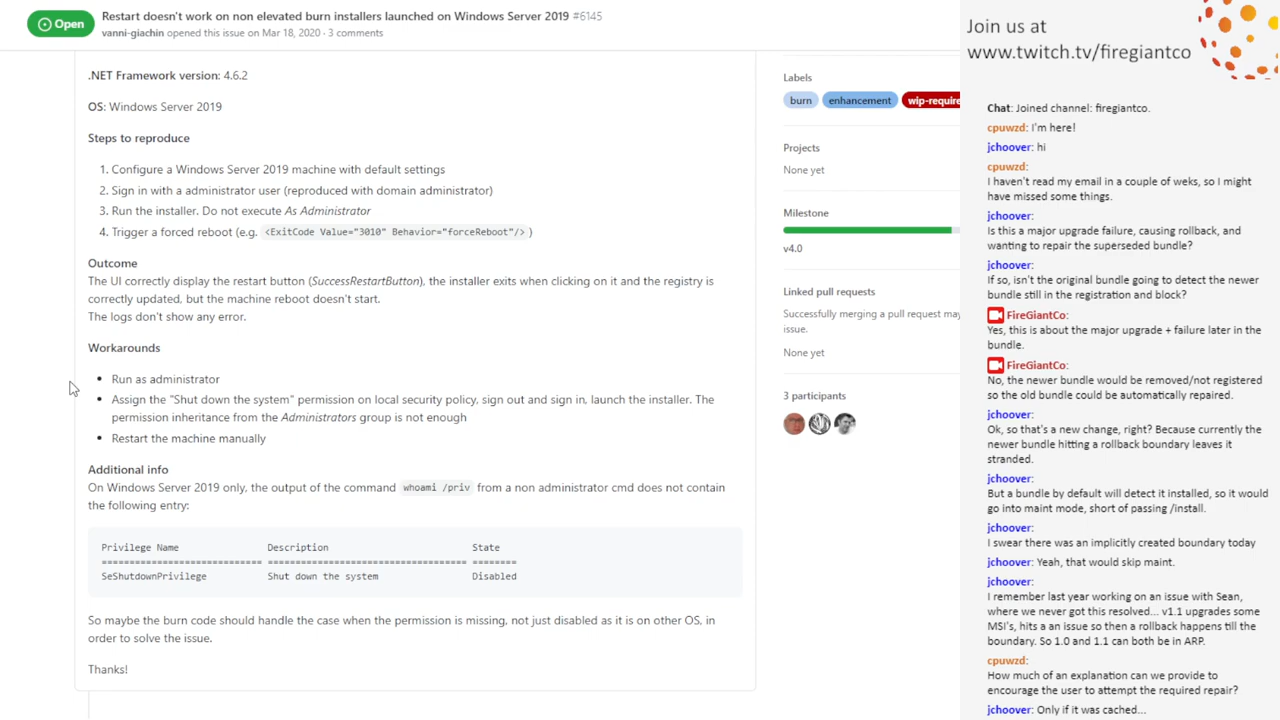 Open
Restart doesn't work on non elevated burn installers launched on Windows Server 2019 #6145
vanni-giachin opened this issue on Mar 18, 2020 · 3 comments
.NET Framework version: 4.6.2
OS: Windows Server 2019
Steps to reproduce
1. Configure a Windows Server 2019 machine with default settings
2. Sign in with a administrator user (reproduced with domain administrator)
3. Run the installer. Do not execute As Administrator
4. Trigger a forced reboot (e.g. <ExitCode Value="3010" Behavior="forceReboot"/> )
Outcome
The UI correctly display the restart button (SuccessRestartButton), the installer exits when clicking on it and the registry is
correctly updated, but the machine reboot doesn't start.
The logs don't show any error.
Workarounds
• Run as administrator
• Assign the "Shut down the system" permission on local security policy, sign out and sign in, launch the installer. The
permission inheritance from the Administrators group is not enough
• Restart the machine manually
Additional info
On Windows Server 2019 only, the output of the command whoami /priv from a non administrator cmd does not contain
the following entry:
Privilege Name Description State
============================= ================================== ========
SeShutdownPrivilege Shut down the system Disabled
So maybe the burn code should handle the case when the permission is missing, not just disabled as it is on other OS, in
order to solve the issue.
Thanks!
Labels
burn enhancement wip-require
Projects
None yet
Milestone
v4.0
Linked pull requests
Successfully merging a pull request may
issue.
None yet
3 participants
Join us at
www.twitch.tv/firegiantco
Chat: Joined channel: firegiantco.
cpuwzd: I'm here!
jchoover: hi
cpuwzd:
I haven't read my email in a couple of weks, so I might
have missed some things.
jchoover:
Is this a major upgrade failure, causing rollback, and
wanting to repair the superseded bundle?
jchoover:
If so, isn't the original bundle going to detect the newer
bundle still in the registration and block?
FireGiantCo:
Yes, this is about the major upgrade + failure later in the
bundle.
FireGiantCo:
No, the newer bundle would be removed/not registered
so the old bundle could be automatically repaired.
jchoover:
Ok, so that's a new change, right? Because currently the
newer bundle hitting a rollback boundary leaves it
stranded.
jchoover:
But a bundle by default will detect it installed, so it would
go into maint mode, short of passing /install.
jchoover:
I swear there was an implicitly created boundary today
jchoover: Yeah, that would skip maint.
jchoover:
I remember last year working on an issue with Sean,
where we never got this resolved... v1.1 upgrades some
MSI's, hits a an issue so then a rollback happens till the
boundary. So 1.0 and 1.1 can both be in ARP.
cpuwzd:
How much of an explanation can we provide to
encourage the user to attempt the required repair?
jchoover: Only if it was cached...